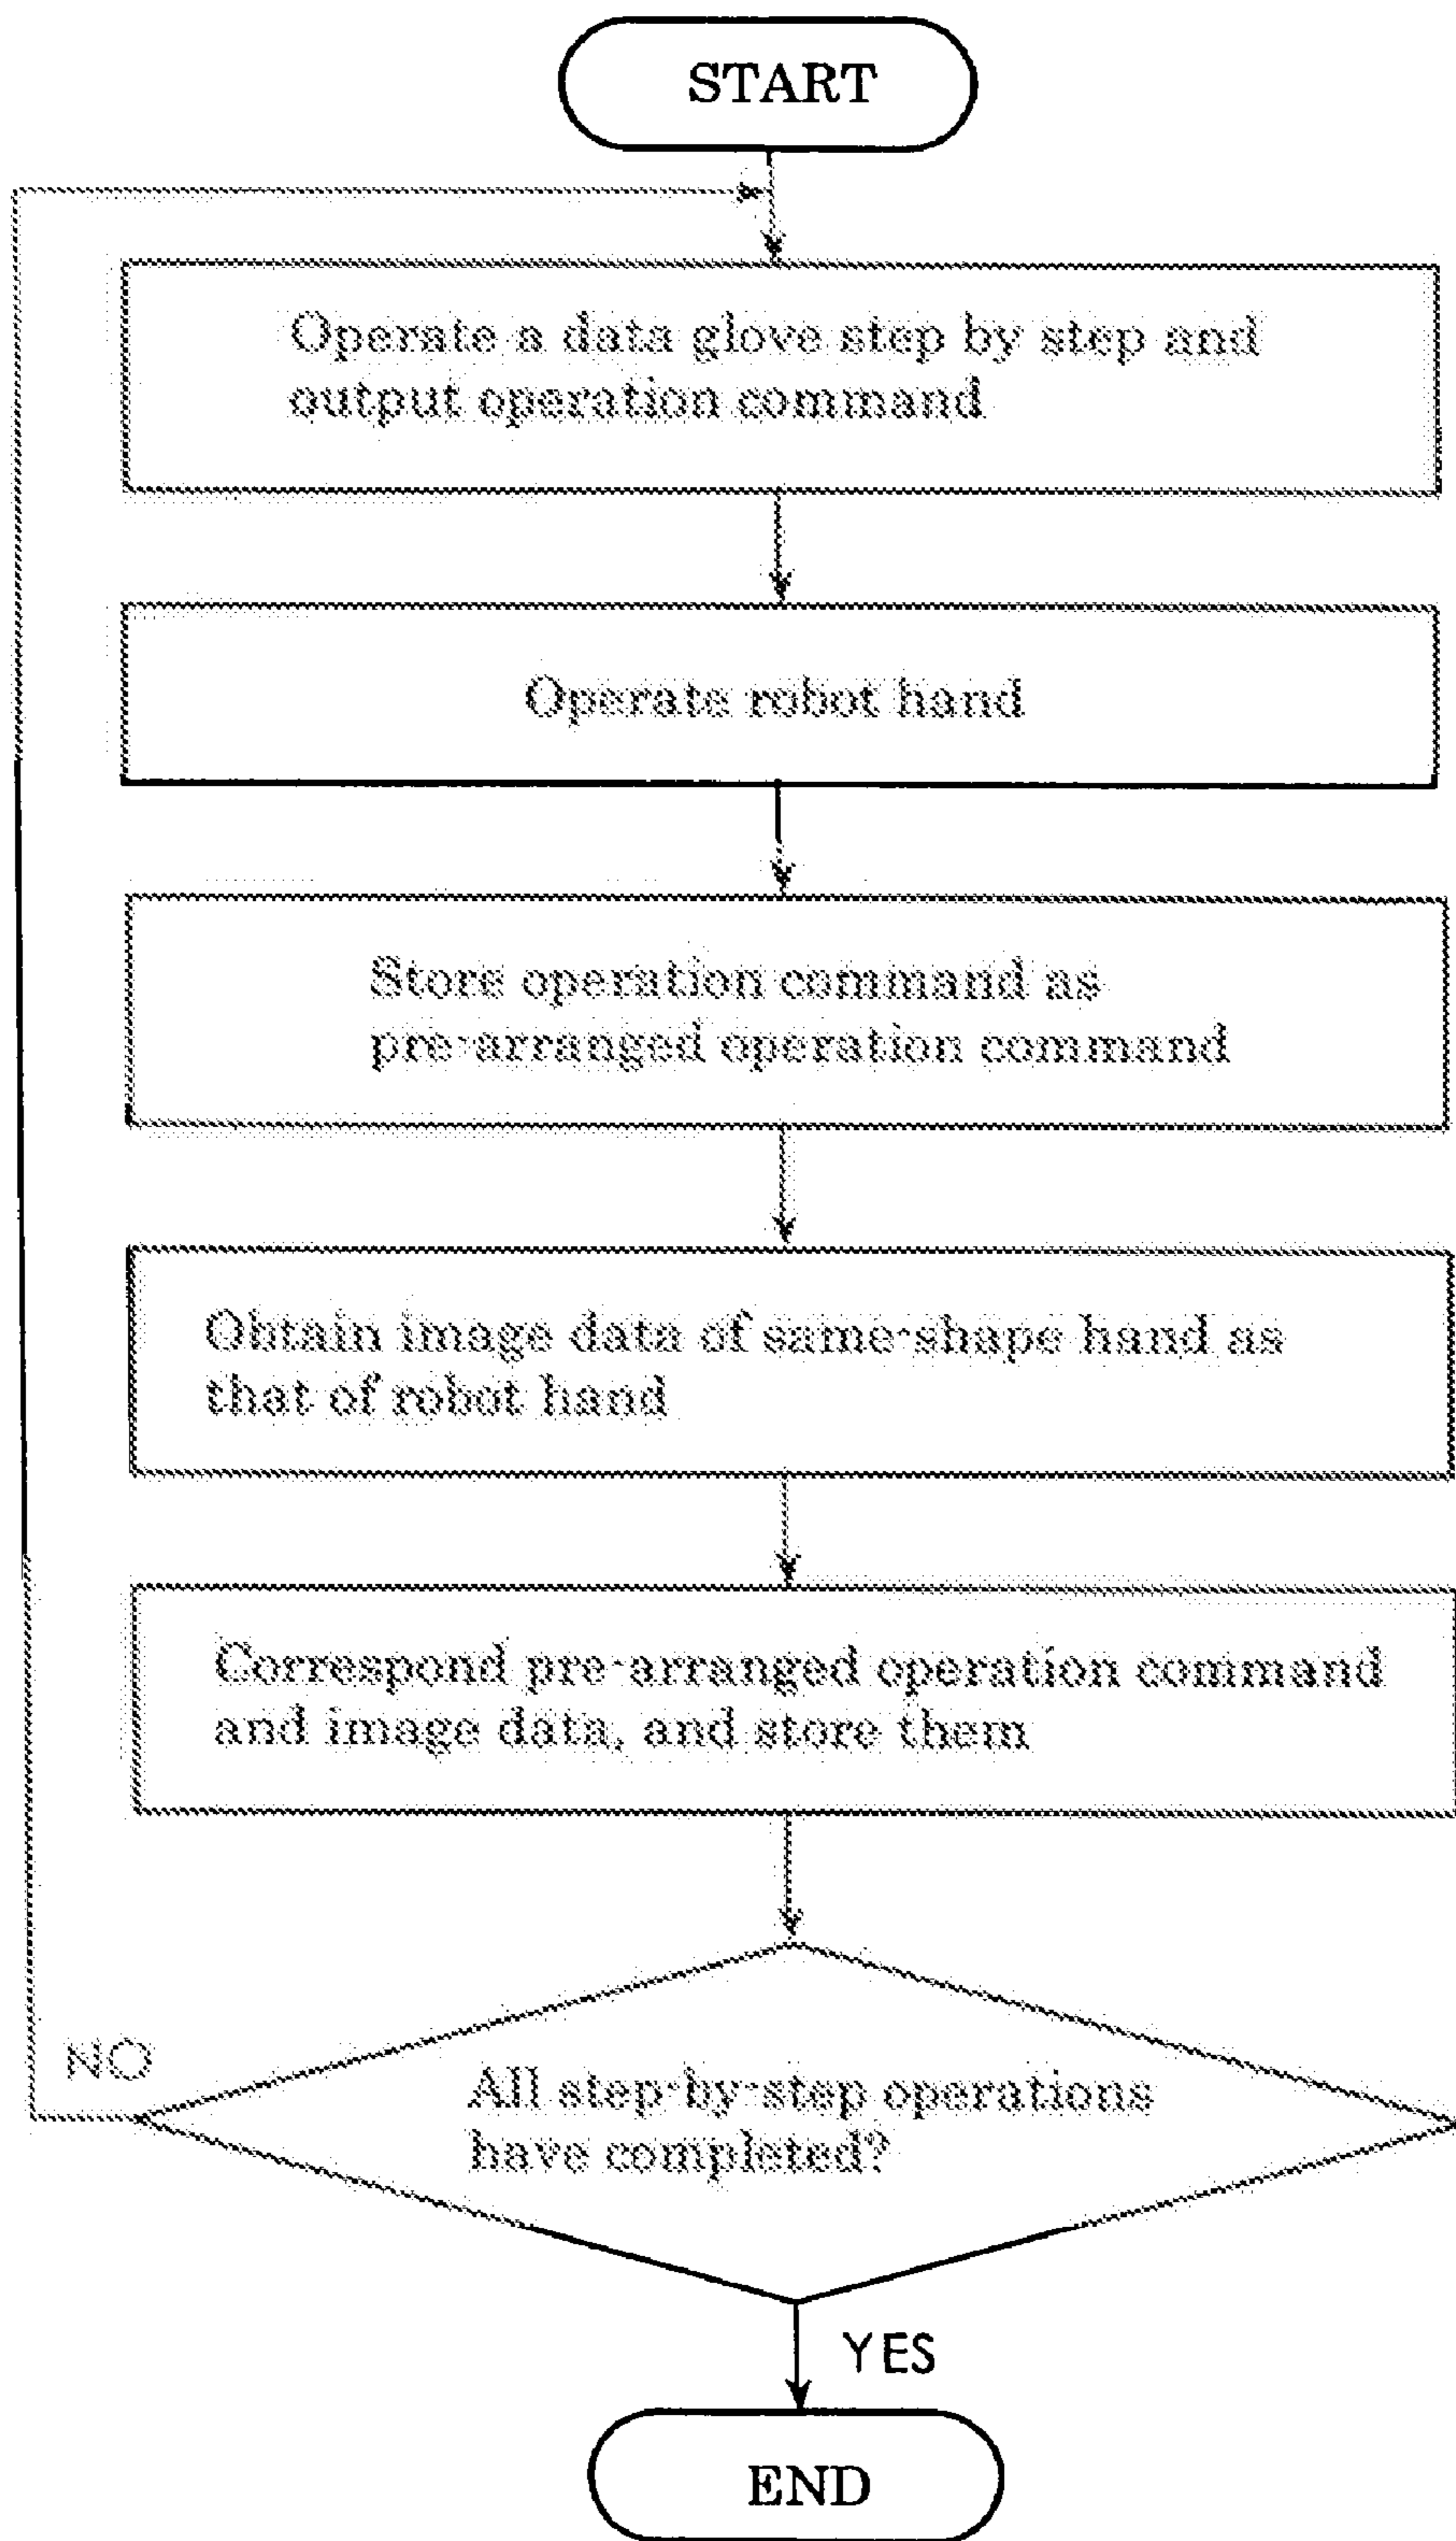 START
Operate a data glove step by step and
output operation command
Operate robot hand
Store operation command as
pre-arranged operation command
Obtain image data of same-shape hand as
that of robot hand
Correspond pre-arranged operation command
and image data, and store them
NO
All step-by-step operations
have completed?
YES
END